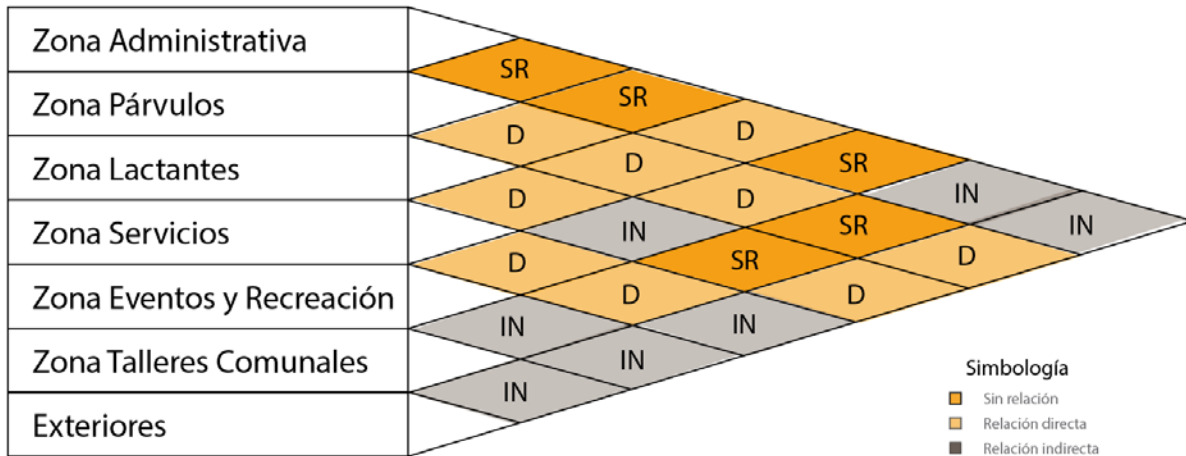 Zona Administrativa
Zona Párvulos
Zona Lactantes
Zona Servicios
Zona Eventos y Recreación
Zona Talleres Comunales
Exteriores
SR
SR
D
D
SR
D
D
D
IN
IN
IN
SR
IN
D
SR
D
D
D
IN
IN
IN
Simbología
Sin relación
Relación directa
Relación indirecta